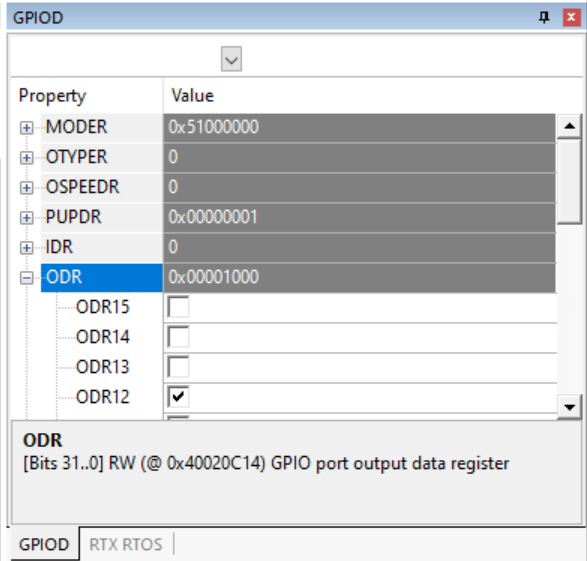 GPIOD
Property Value
MODER 0x51000000
OTYPER 0
OSPEEDR 0
PUPDR 0x00000001
IDR 0
ODR 0x00001000
ODR15
ODR14
ODR13
ODR12
ODR
[Bits 31..0] RW (@ 0x40020C14) GPIO port output data register
GPIOD RTX RTOS